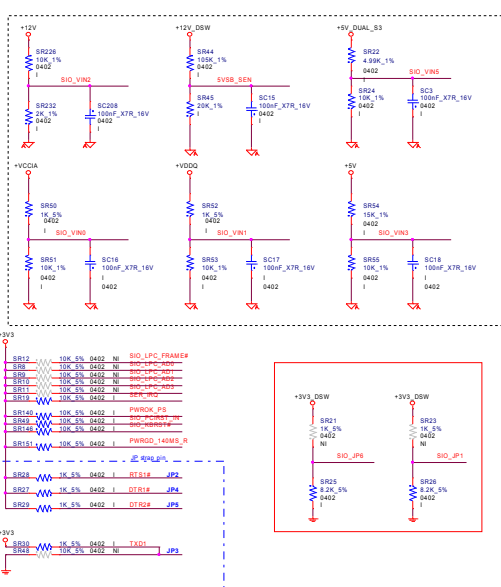 +12V
SR226
10K_1%
0402
I
SIO_VIN2
SR232
2K_1%
0402
I
SC208
100nF_X7R_16V
0402
I
A
A
+12V_DSW
SR44
105K_1%
0402
I
5VSB_SEN
SR45
20K_1%
0402
I
SC15
100nF_X7R_16V
0402
I
A
A
+5V_DUAL_S3
SR22
4.99K_1%
0402
I
SIO_VIN5
SR24
10K_1%
0402
I
SC3
100nF_X7R_16V
0402
I
A
A
+VCCIA
SR50
1K_5%
0402
I
SIO_VIN0
SR51
10K_1%
0402
I
SC16
100nF_X7R_16V
I
0402
A
A
+VDDQ
SR52
1K_5%
0402
I
SIO_VIN1
SR53
10K_1%
0402
I
SC17
100nF_X7R_16V
I
0402
A
A
+5V
SR54
15K_1%
0402
I
SIO_VIN3
SR55
10K_1%
0402
I
SC18
100nF_X7R_16V
I
0402
A
A
+3V3
SR12 10K_5% 0402 NI SIO_LPC_FRAME#
SR8 10K_5% 0402 NI SIO_LPC_AD0
SR9 10K_5% 0402 NI SIO_LPC_AD1
SR10 10K_5% 0402 NI SIO_LPC_AD2
SR11 10K_5% 0402 NI SIO_LPC_AD3
SR19 10K_5% 0402 I SER_IRQ
SR140 10K_5% 0402 I PWROK_PS
SR49 10K_5% 0402 I SIO_PCIRST_IN
SR146 10K_5% 0402 I SIO_KBRST#
SR151 10K_5% 0402 I PWRGD_140MS_R
JP strap pin
SR28 1K_5% 0402 I RTS1# JP2
SR27 1K_5% 0402 I DTR1# JP4
SR29 1K_5% 0402 I DTR2# JP5
+3V3
SR30 1K_5% 0402 I TXD1
SR48 10K_5% 0402 NI JP3
+3V3_DSW
SR21
1K_5%
0402
NI
SIO_JP6
SR25
8.2K_5%
0402
I
+3V3_DSW
SR23
1K_5%
0402
NI
SIO_JP1
SR26
8.2K_5%
0402
I